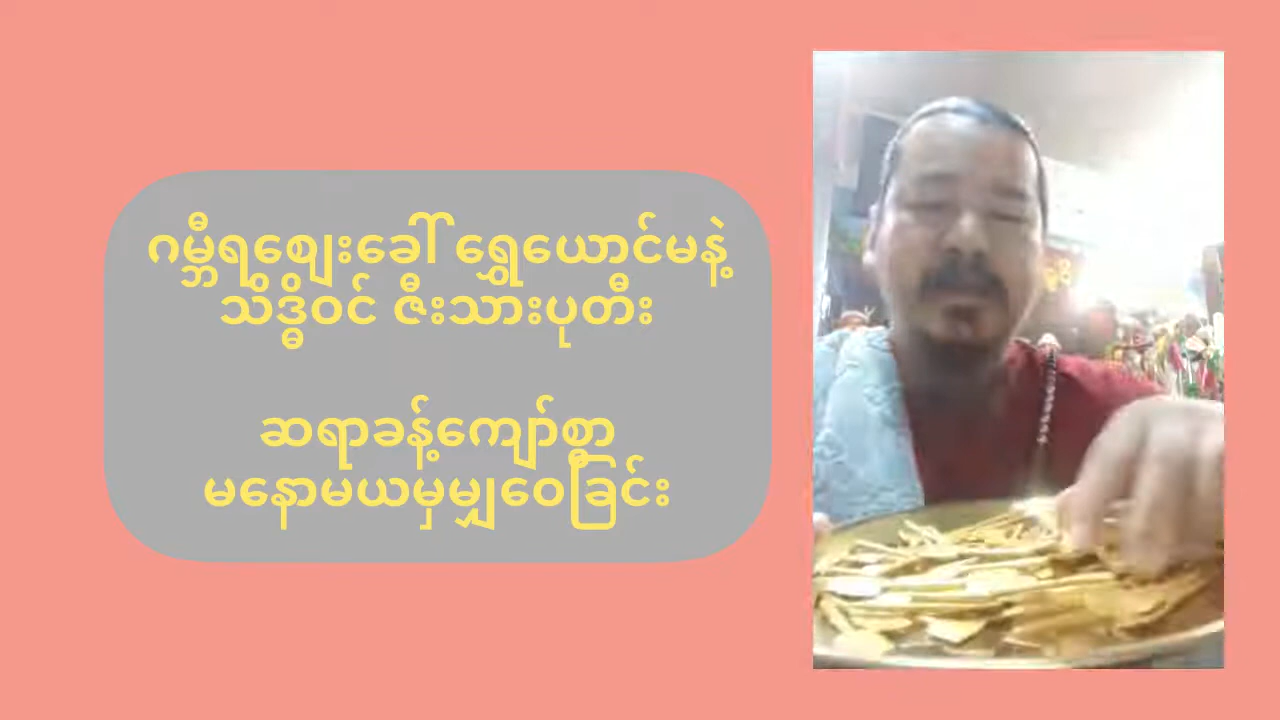 ဂမ္ဘီရဈေးခေါ် ရွှေယောင်မနဲ့
သိဒ္ဓိဝင် ဇီးသားပုတီး
ဆရာခန့်ကျော်စွာ
မနောမယမှမျှဝေခြင်း